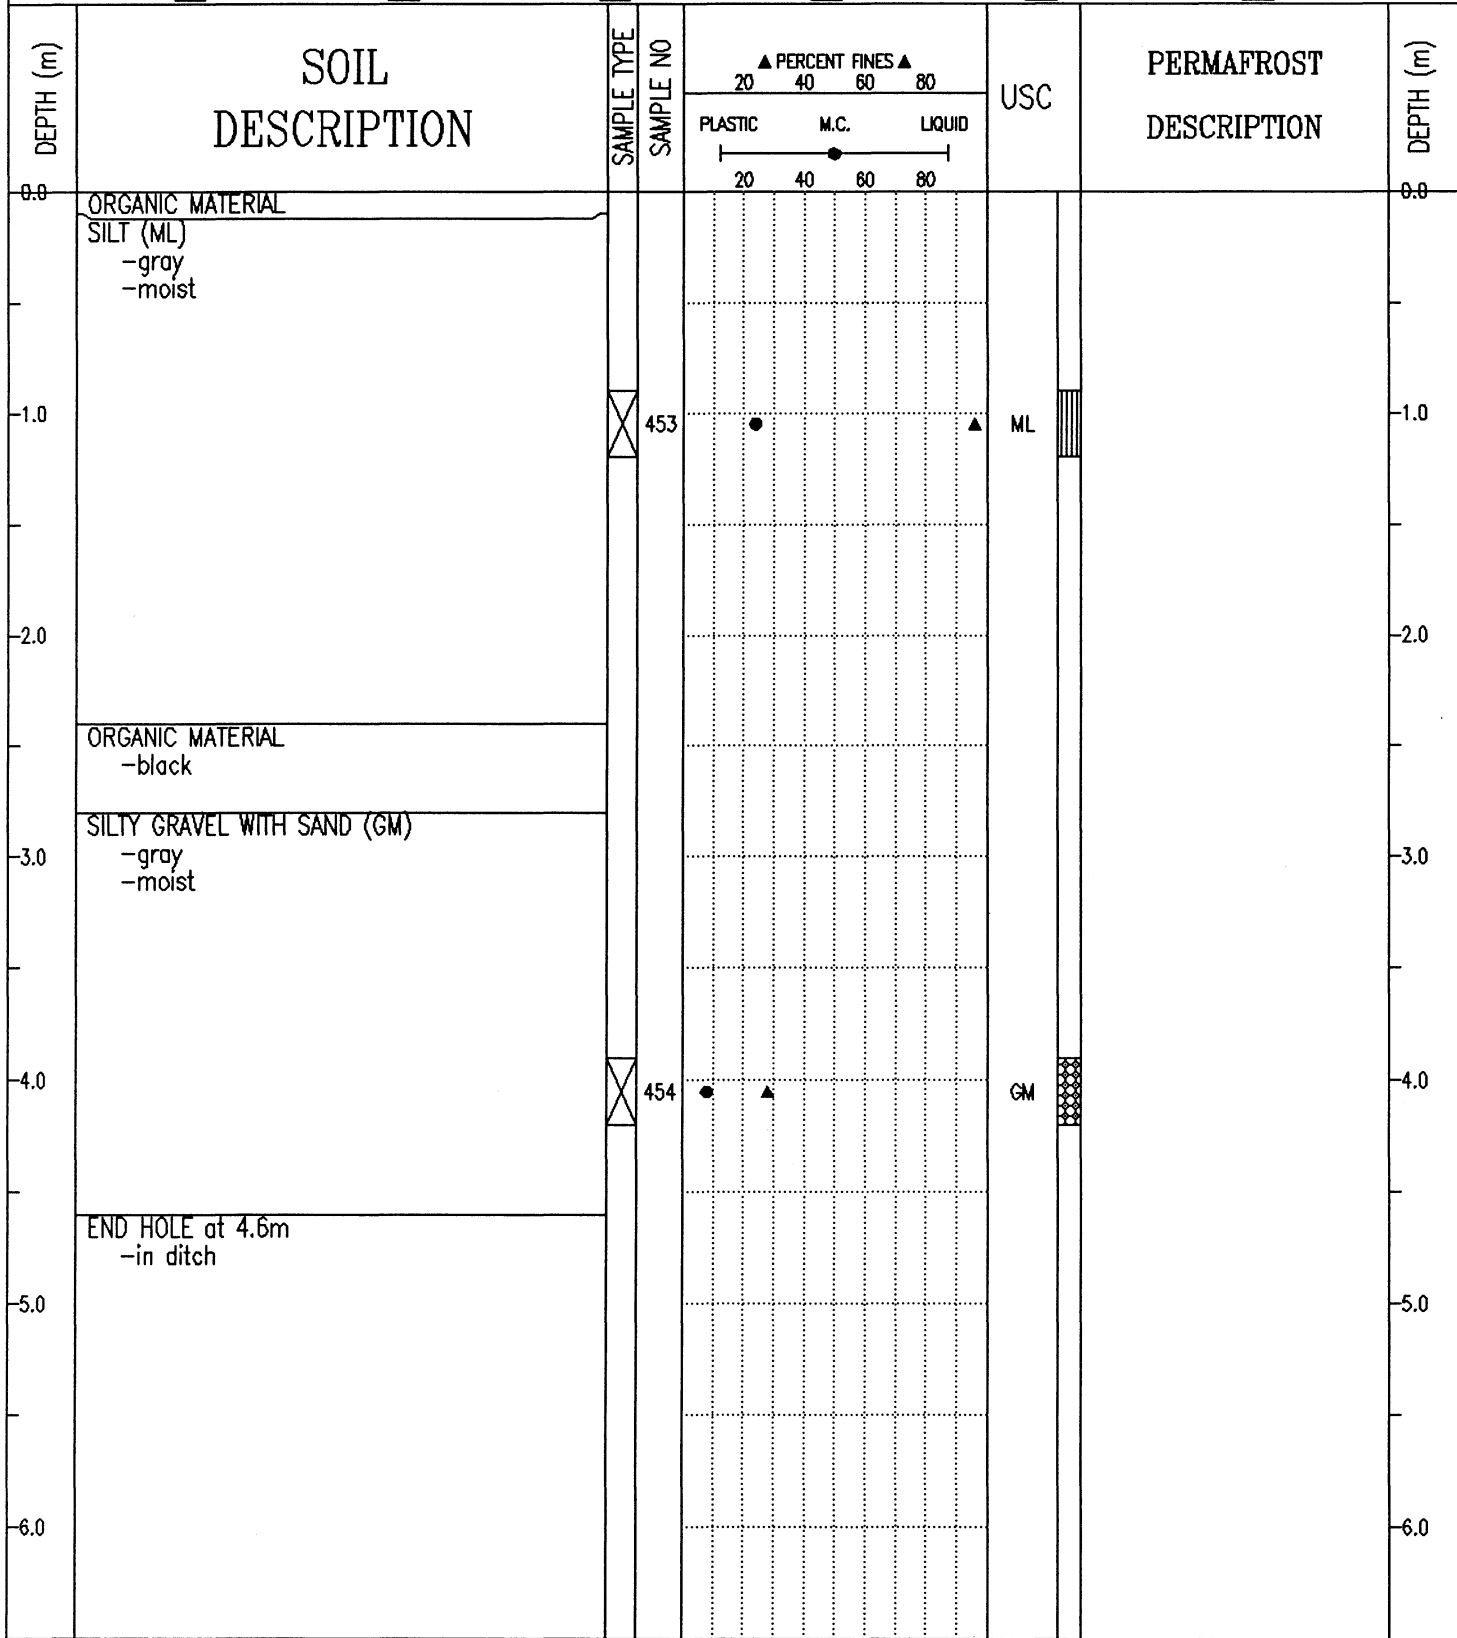 DEPTH (m)
SOIL
DESCRIPTION
SAMPLE TYPE
SAMPLE NO
▲ PERCENT FINES ▲
20 40 60 80
PLASTIC M.C. LIQUID
20 40 60 80
USC
PERMAFROST
DESCRIPTION
DEPTH (m)
0.0
ORGANIC MATERIAL
0.0
SILT (ML)
-gray
-moist
1.0
453
ML
1.0
2.0
2.0
ORGANIC MATERIAL
-black
SILTY GRAVEL WITH SAND (GM)
3.0
-gray
3.0
-moist
4.0
454
GM
4.0
END HOLE at 4.6m
-in ditch
5.0
5.0
6.0
6.0